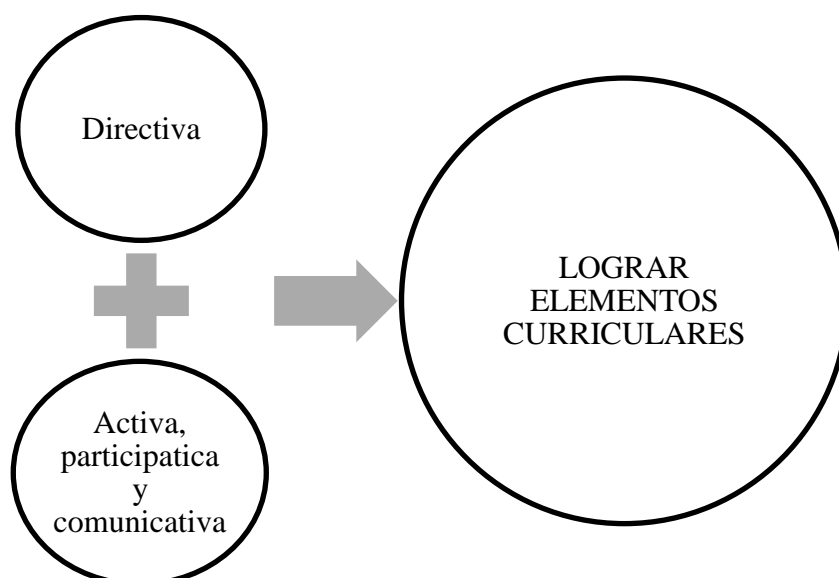 Directiva
Activa,
participatica
y
comunicativa
LOGRAR
ELEMENTOS
CURRICULARES